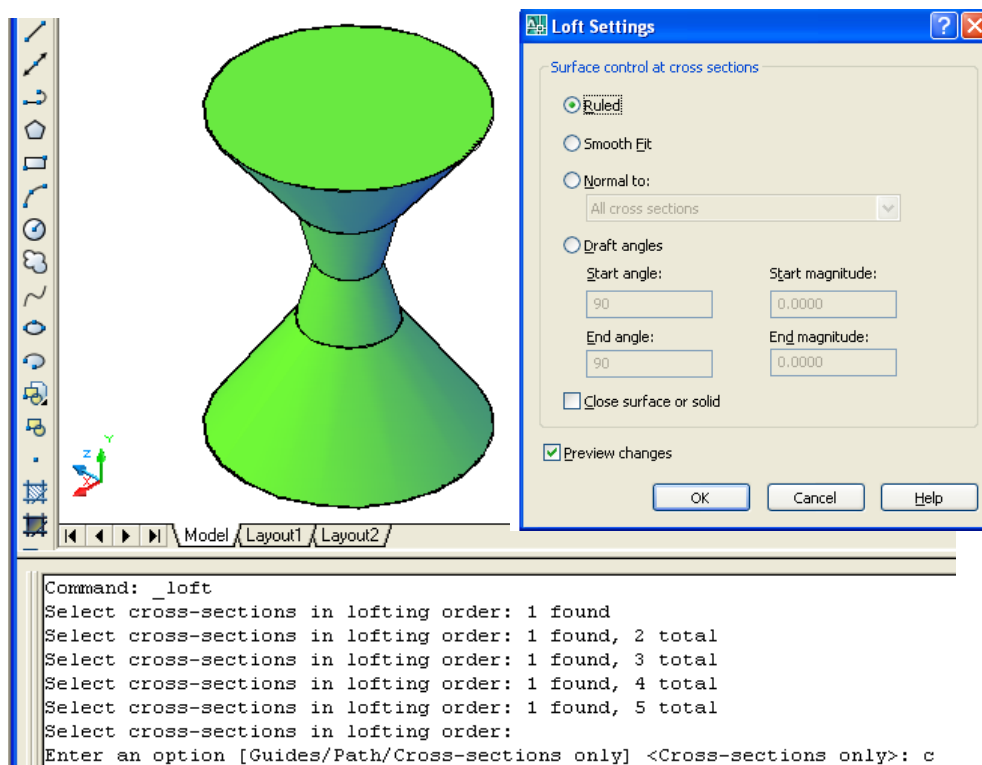 Loft Settings
Surface control at cross sections
Ruled
Smooth Fit
Normal to:
All cross sections
Draft angles
Start angle: Start magnitude:
90 0.0000
End angle: End magnitude:
90 0.0000
Close surface or solid
Preview changes
OK Cancel Help
Z Y X
Model Layout1 Layout2
Command: _loft
Select cross-sections in lofting order: 1 found
Select cross-sections in lofting order: 1 found, 2 total
Select cross-sections in lofting order: 1 found, 3 total
Select cross-sections in lofting order: 1 found, 4 total
Select cross-sections in lofting order: 1 found, 5 total
Select cross-sections in lofting order:
Enter an option [Guides/Path/Cross-sections only] <Cross-sections only>: c